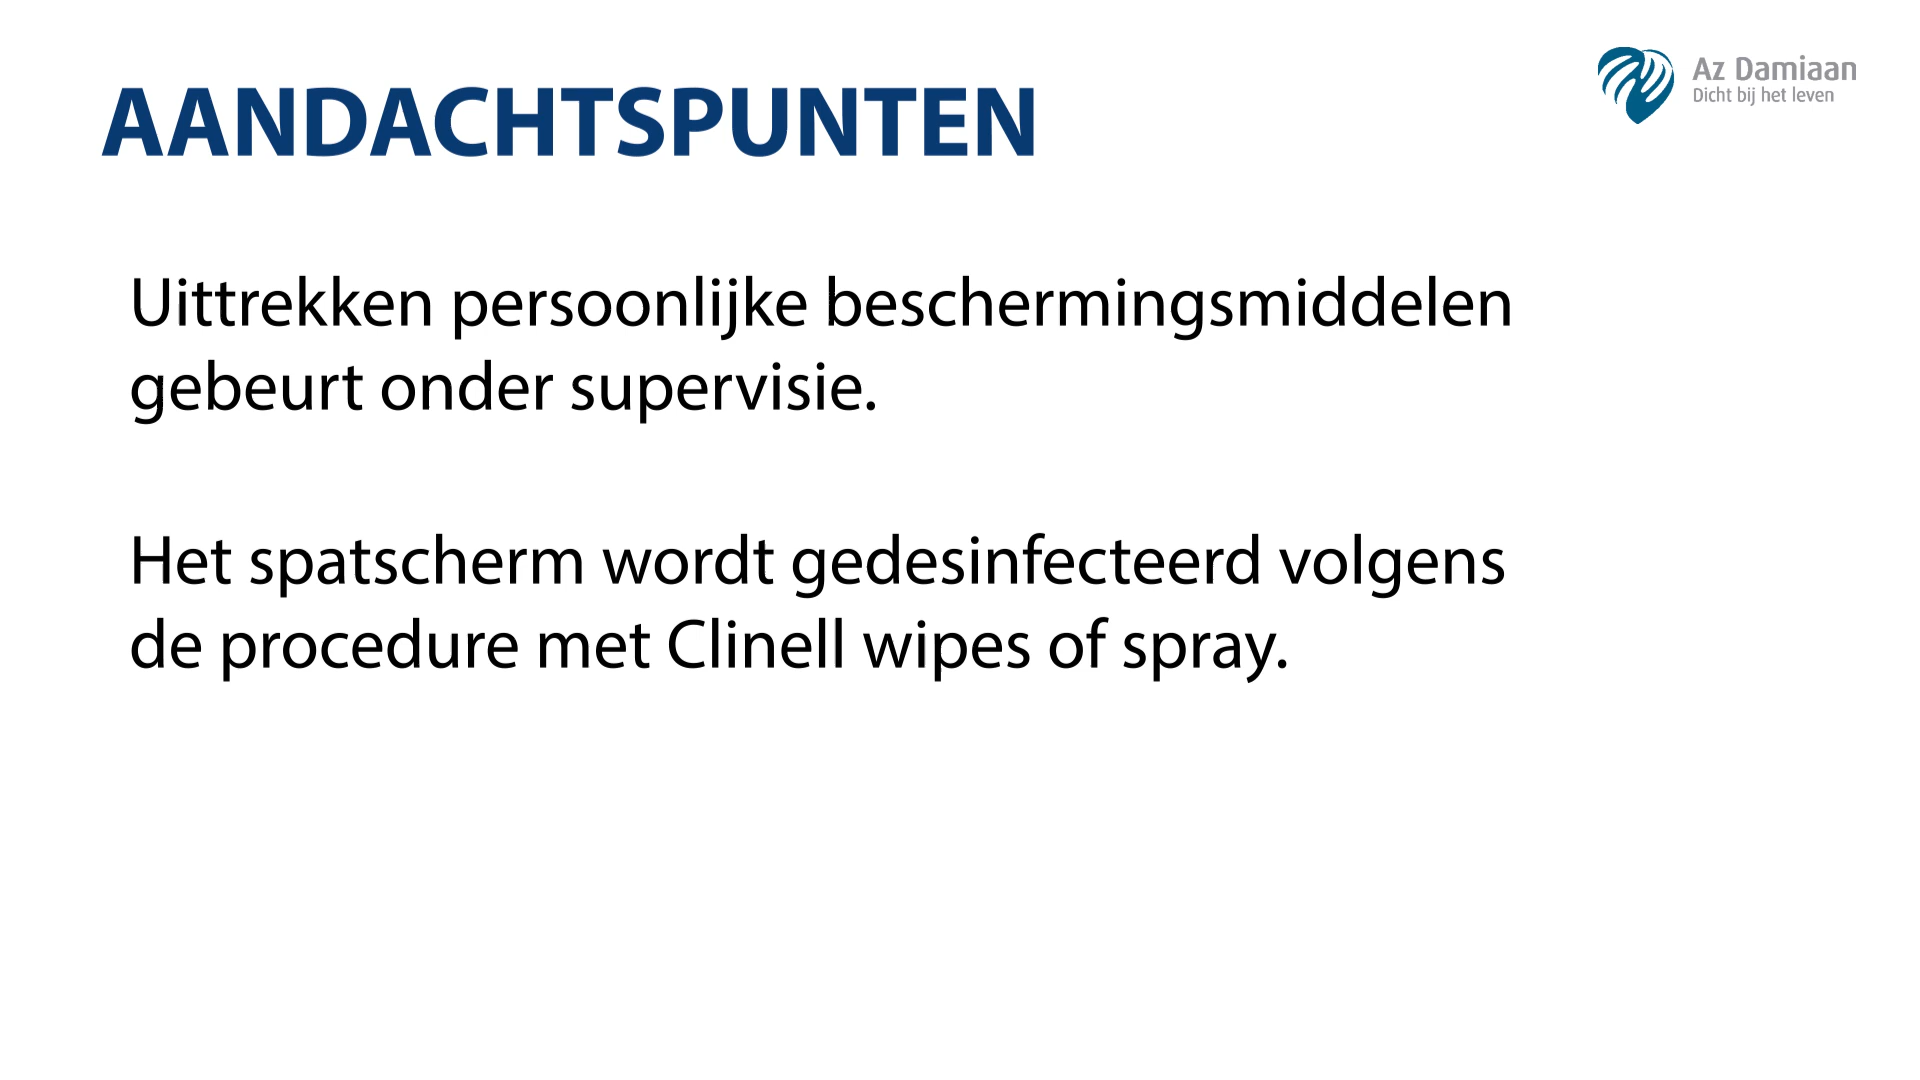 AANDACHTSPUNTEN
Az Damiaan
Dicht bij het leven
Uittrekken persoonlijke beschermingsmiddelen
gebeurt onder supervisie.
Het spatscherm wordt gedesinfecteerd volgens
de procedure met Clinell wipes of spray.